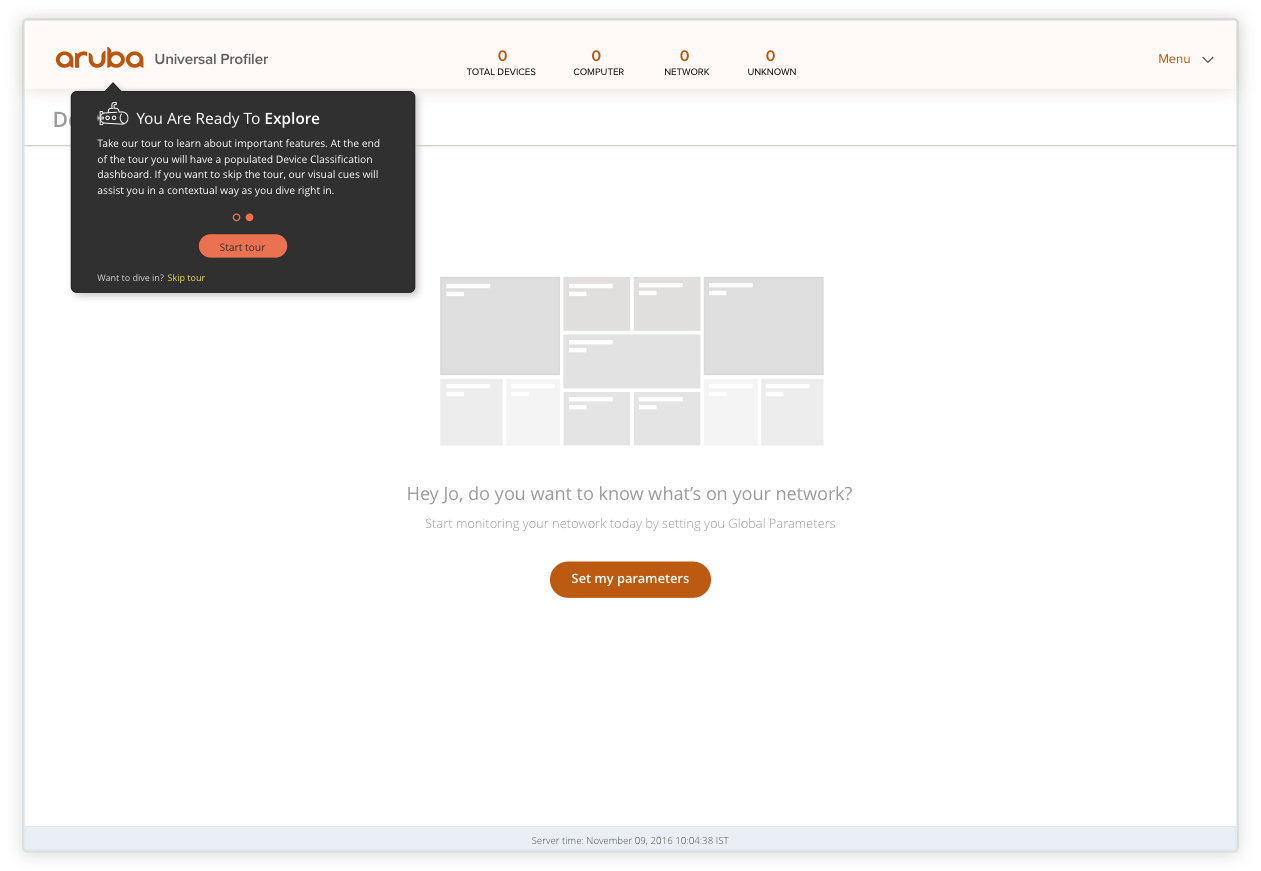 aruba Universal Profiler
0 0 0 0
TOTAL DEVICES COMPUTER NETWORK UNKNOWN
Menu
You Are Ready To Explore
Take our tour to learn about important features. At the end
of the tour you will have a populated Device Classification
dashboard. If you want to skip the tour, our visual cues will
assist you in a contextual way as you dive right in.
Start tour
Want to dive in? Skip tour
Hey Jo, do you want to know what's on your network?
Start monitoring your netowork today by setting you Global Parameters
Set my parameters
Server time: November 09, 2016 10:04:38 IST